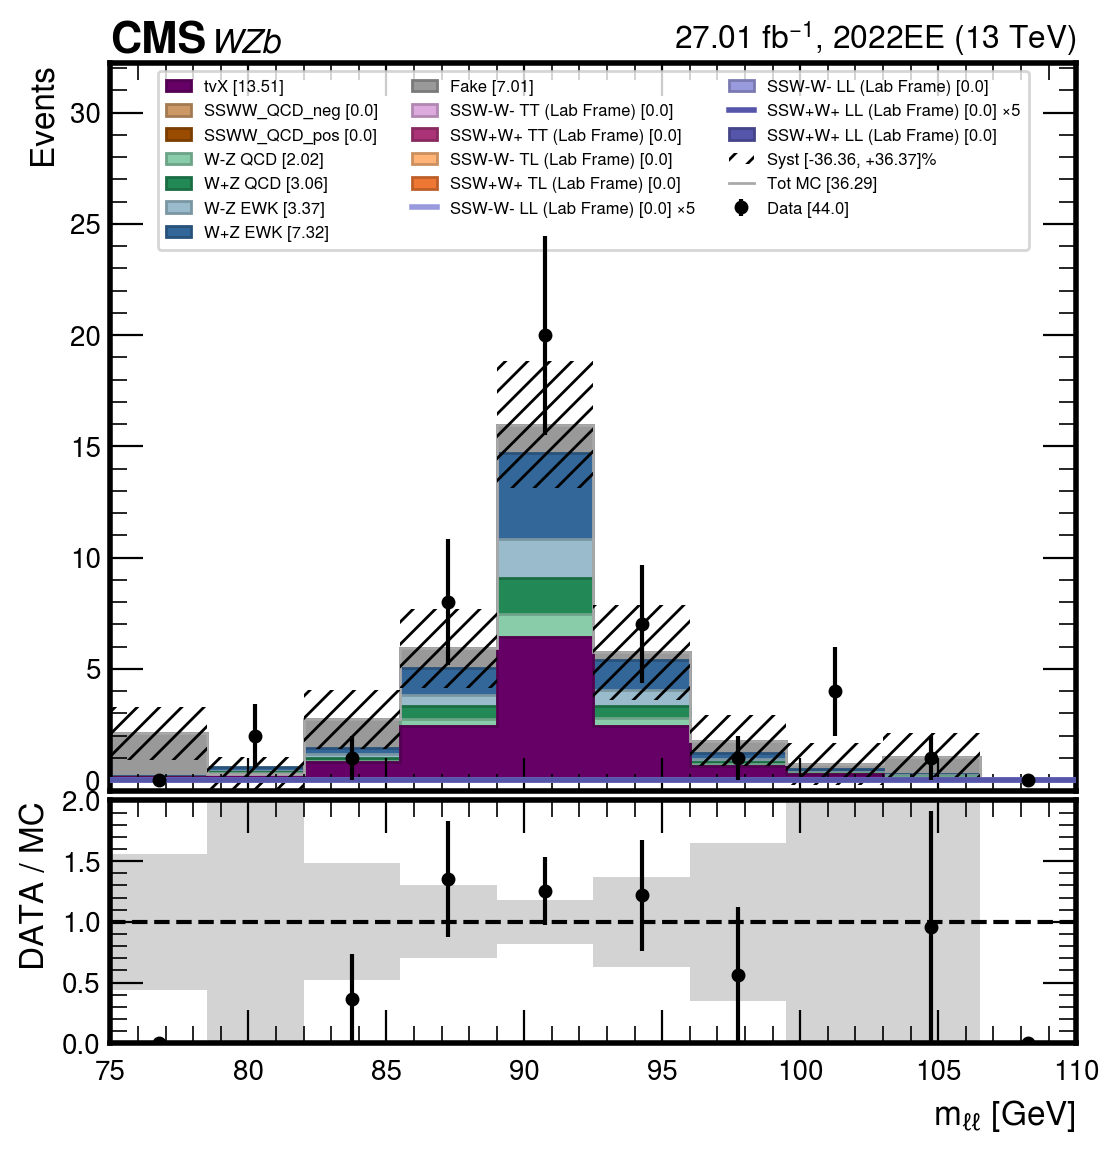 CMS WZb 27.01 fb⁻¹, 2022EE (13 TeV)
Events
tvX [13.51]
SSWW_QCD_neg [0.0]
SSWW_QCD_pos [0.0]
W-Z QCD [2.02]
W+Z QCD [3.06]
W-Z EWK [3.37]
W+Z EWK [7.32]
Fake [7.01]
SSW-W- TT (Lab Frame) [0.0]
SSW+W+ TT (Lab Frame) [0.0]
SSW-W- TL (Lab Frame) [0.0]
SSW+W+ TL (Lab Frame) [0.0]
SSW-W- LL (Lab Frame) [0.0] ×5
SSW-W- LL (Lab Frame) [0.0]
SSW+W+ LL (Lab Frame) [0.0] ×5
SSW+W+ LL (Lab Frame) [0.0]
Syst [-36.36, +36.37]%
Tot MC [36.29]
Data [44.0]
30
25
20
15
10
5
0
DATA / MC
2.0
1.5
1.0
0.5
0.0
75 80 85 90 95 100 105 110
mℓℓ [GeV]